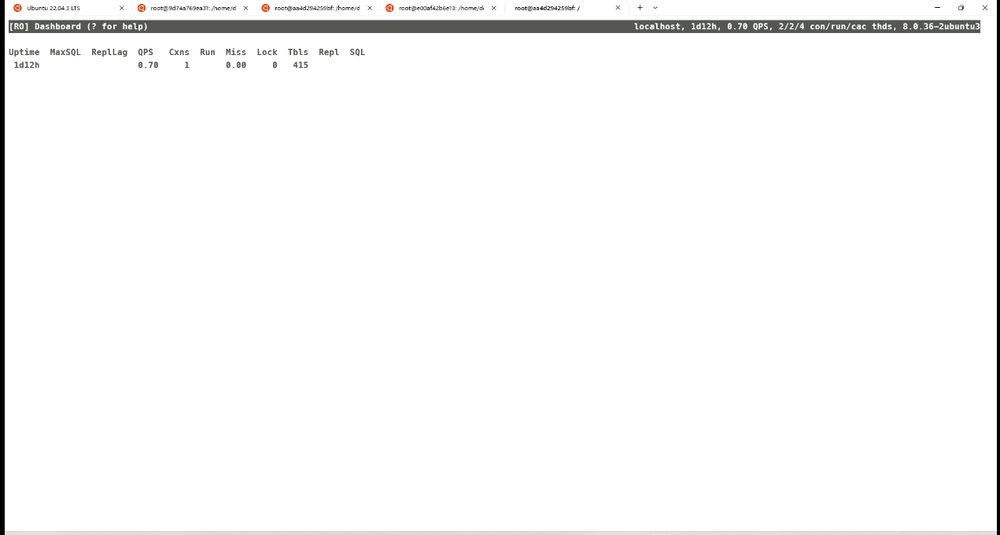 Ubuntu 22.04.3 LTS root@9d74a769ea31: /home/d root@aa4d294259bf: /home/d root@e00af42b6e13: /home/de root@aa4d294259bf: /
[RO] Dashboard (? for help) localhost, 1d12h, 0.70 QPS, 2/2/4 con/run/cac thds, 8.0.36-2ubuntu3
Uptime MaxSQL ReplLag QPS Cxns Run Miss Lock Tbls Repl SQL
1d12h 0.70 1 0.00 0 415